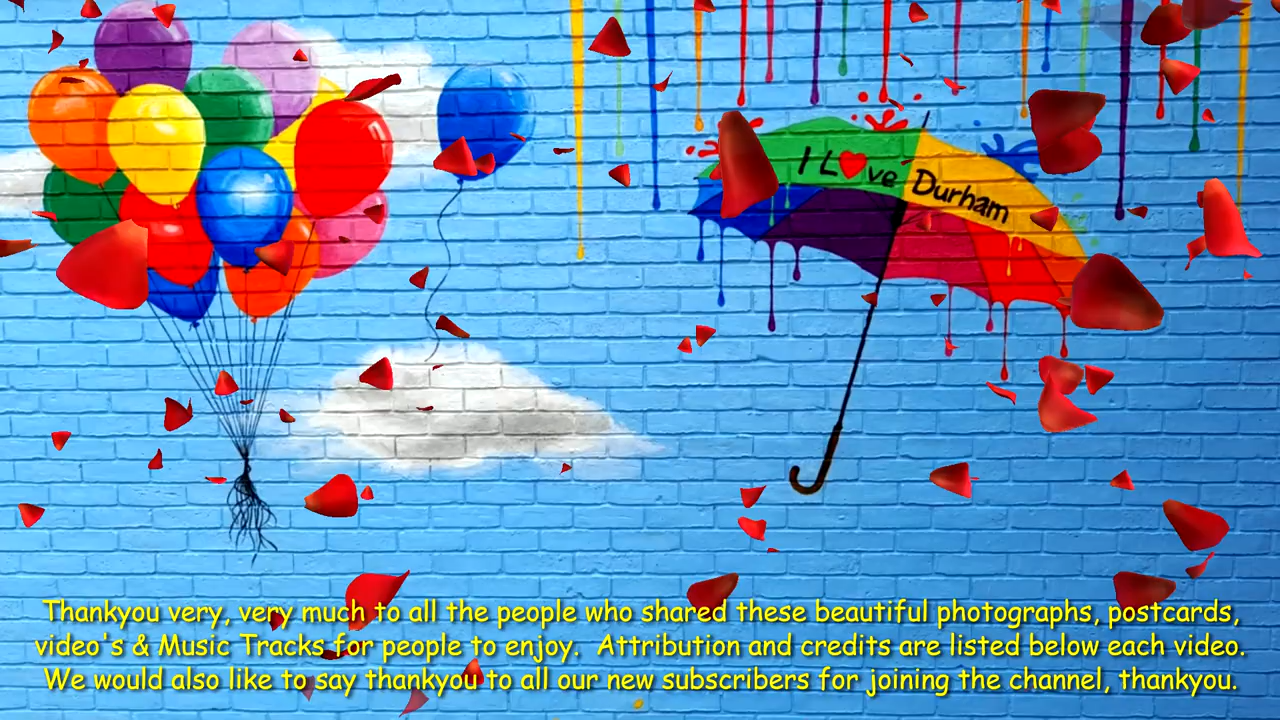 I Love Durham
Thankyou very, very much to all the people who shared these beautiful photographs, postcards,
video's & Music Tracks for people to enjoy. Attribution and credits are listed below each video.
We would also like to say thankyou to all our new subscribers for joining the channel, thankyou.